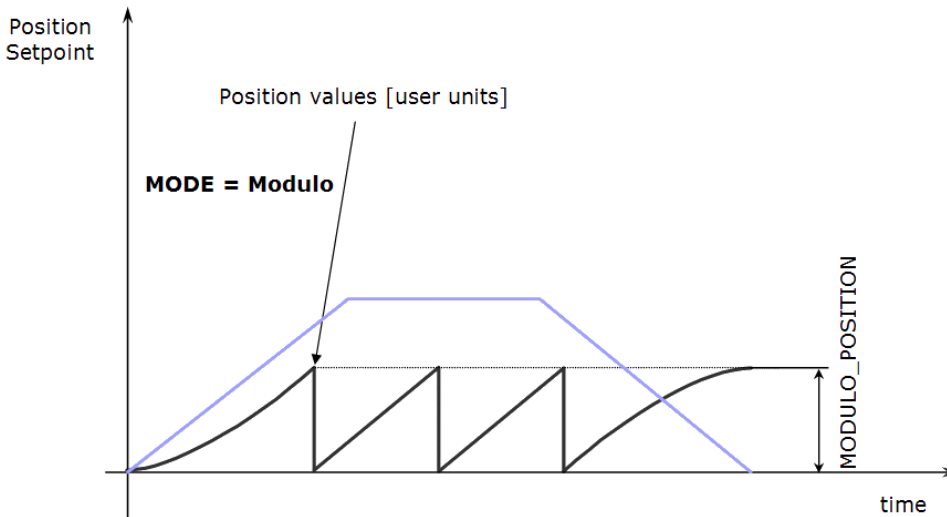 Position
Setpoint
Position values [user units]
MODE = Modulo
MODULO_POSITION
time